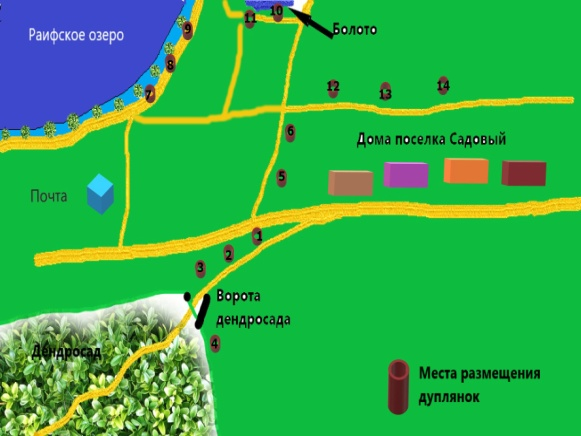 9
11
10
Раифское озеро
Болото
8
7
12
13
14
6
Дома поселка Садовый
5
Почта
1
2
3
Ворота
дендросада
4
Дендросад
Места размещения
дуплянок